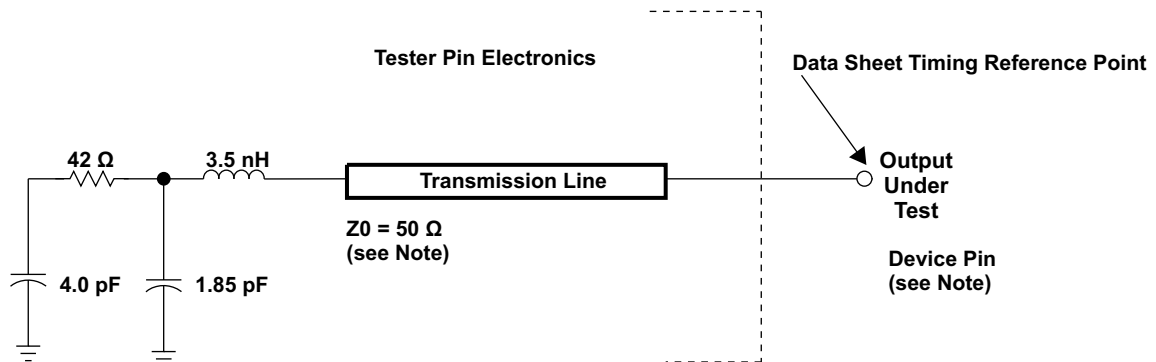 Tester Pin Electronics
Data Sheet Timing Reference Point
42 Ω
3.5 nH
Transmission Line
Output
Under
Test
Z0 = 50 Ω
(see Note)
4.0 pF
1.85 pF
Device Pin
(see Note)